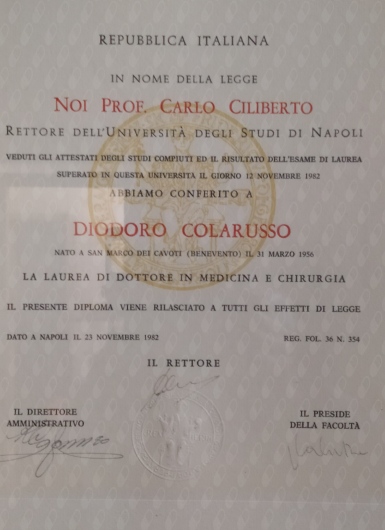 REPUBBLICA ITALIANA
IN NOME DELLA LEGGE
NOI PROF. CARLO CILIBERTO
RETTORE DELL'UNIVERSITÀ DEGLI STUDI DI NAPOLI
VEDUTI GLI ATTESTATI DEGLI STUDI COMPIUTI ED IL RISULTATO DELL'ESAME DI LAUREA
SUPERATO IN QUESTA UNIVERSITA IL GIORNO 12 NOVEMBRE 1982
ABBIAMO CONFERITO A
DIODORO COLARUSSO
NATO A SAN MARCO DEI CAVOTI (BENEVENTO) IL 31 MARZO 1956
LA LAUREA DI DOTTORE IN MEDICINA E CHIRURGIA
IL PRESENTE DIPLOMA VIENE RILASCIATO A TUTTI GLI EFFETTI DI LEGGE
DATO A NAPOLI IL 23 NOVEMBRE 1982 REG. FOL. 36 N. 354
IL RETTORE
IL DIRETTORE
AMMINISTRATIVO
IL PRESIDE
DELLA FACOLTÀ